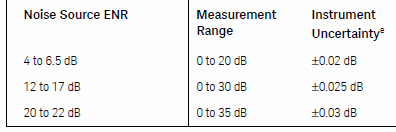 Noise Source ENR Measurement Instrument
Range Uncertaintyᵉ
4 to 6.5 dB 0 to 20 dB ±0.02 dB
12 to 17 dB 0 to 30 dB ±0.025 dB
20 to 22 dB 0 to 35 dB ±0.03 dB